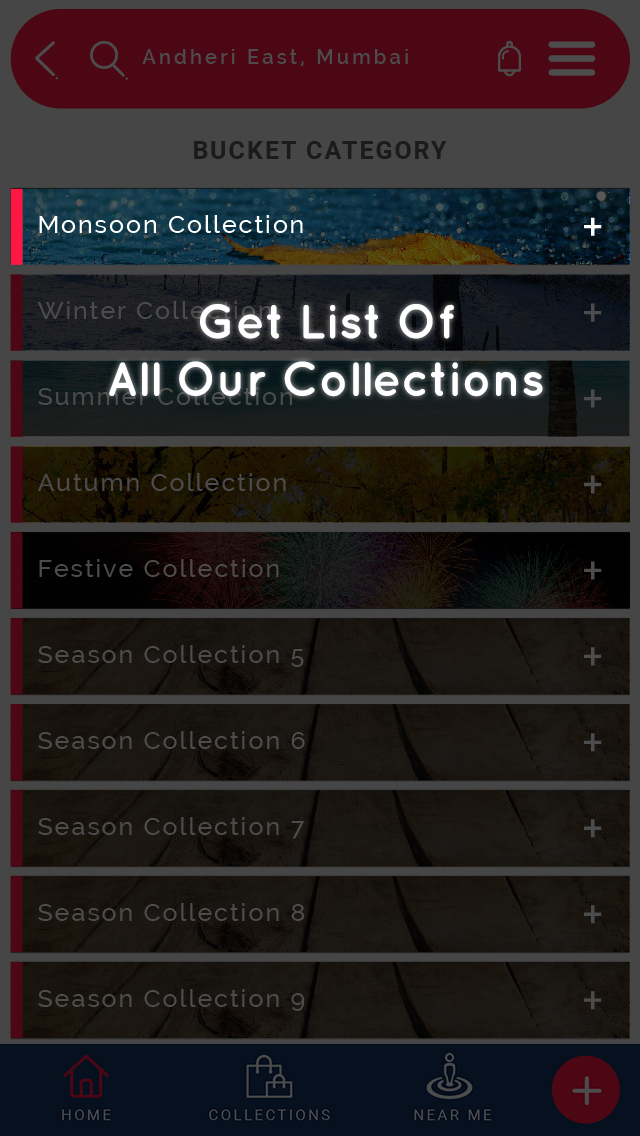 Andheri East, Mumbai
BUCKET CATEGORY
Monsoon Collection
Winter Collection
Get List Of
All Our Collections
Summer Collection
Autumn Collection
Festive Collection
Season Collection 5
Season Collection 6
Season Collection 7
Season Collection 8
Season Collection 9
HOME
COLLECTIONS
NEAR ME